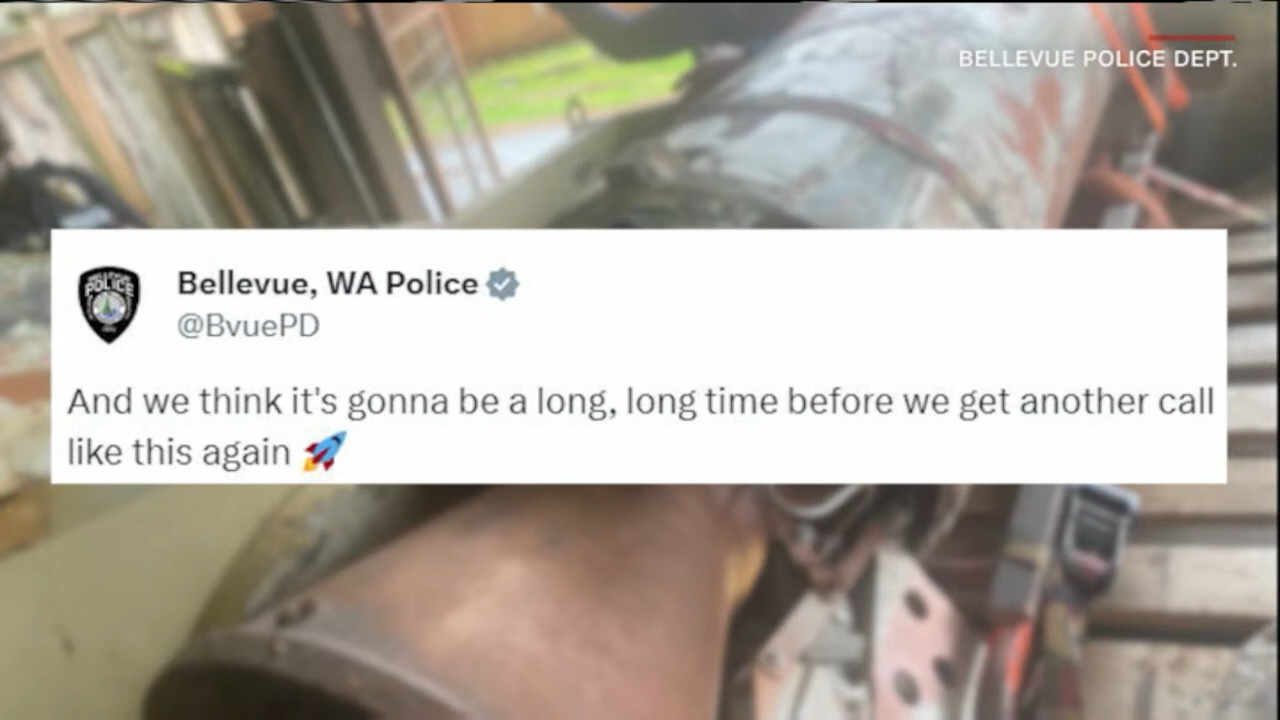 BELLEVUE POLICE DEPT.
Bellevue, WA Police
@BvuePD
And we think it's gonna be a long, long time before we get another call
like this again 🚀
POLICE